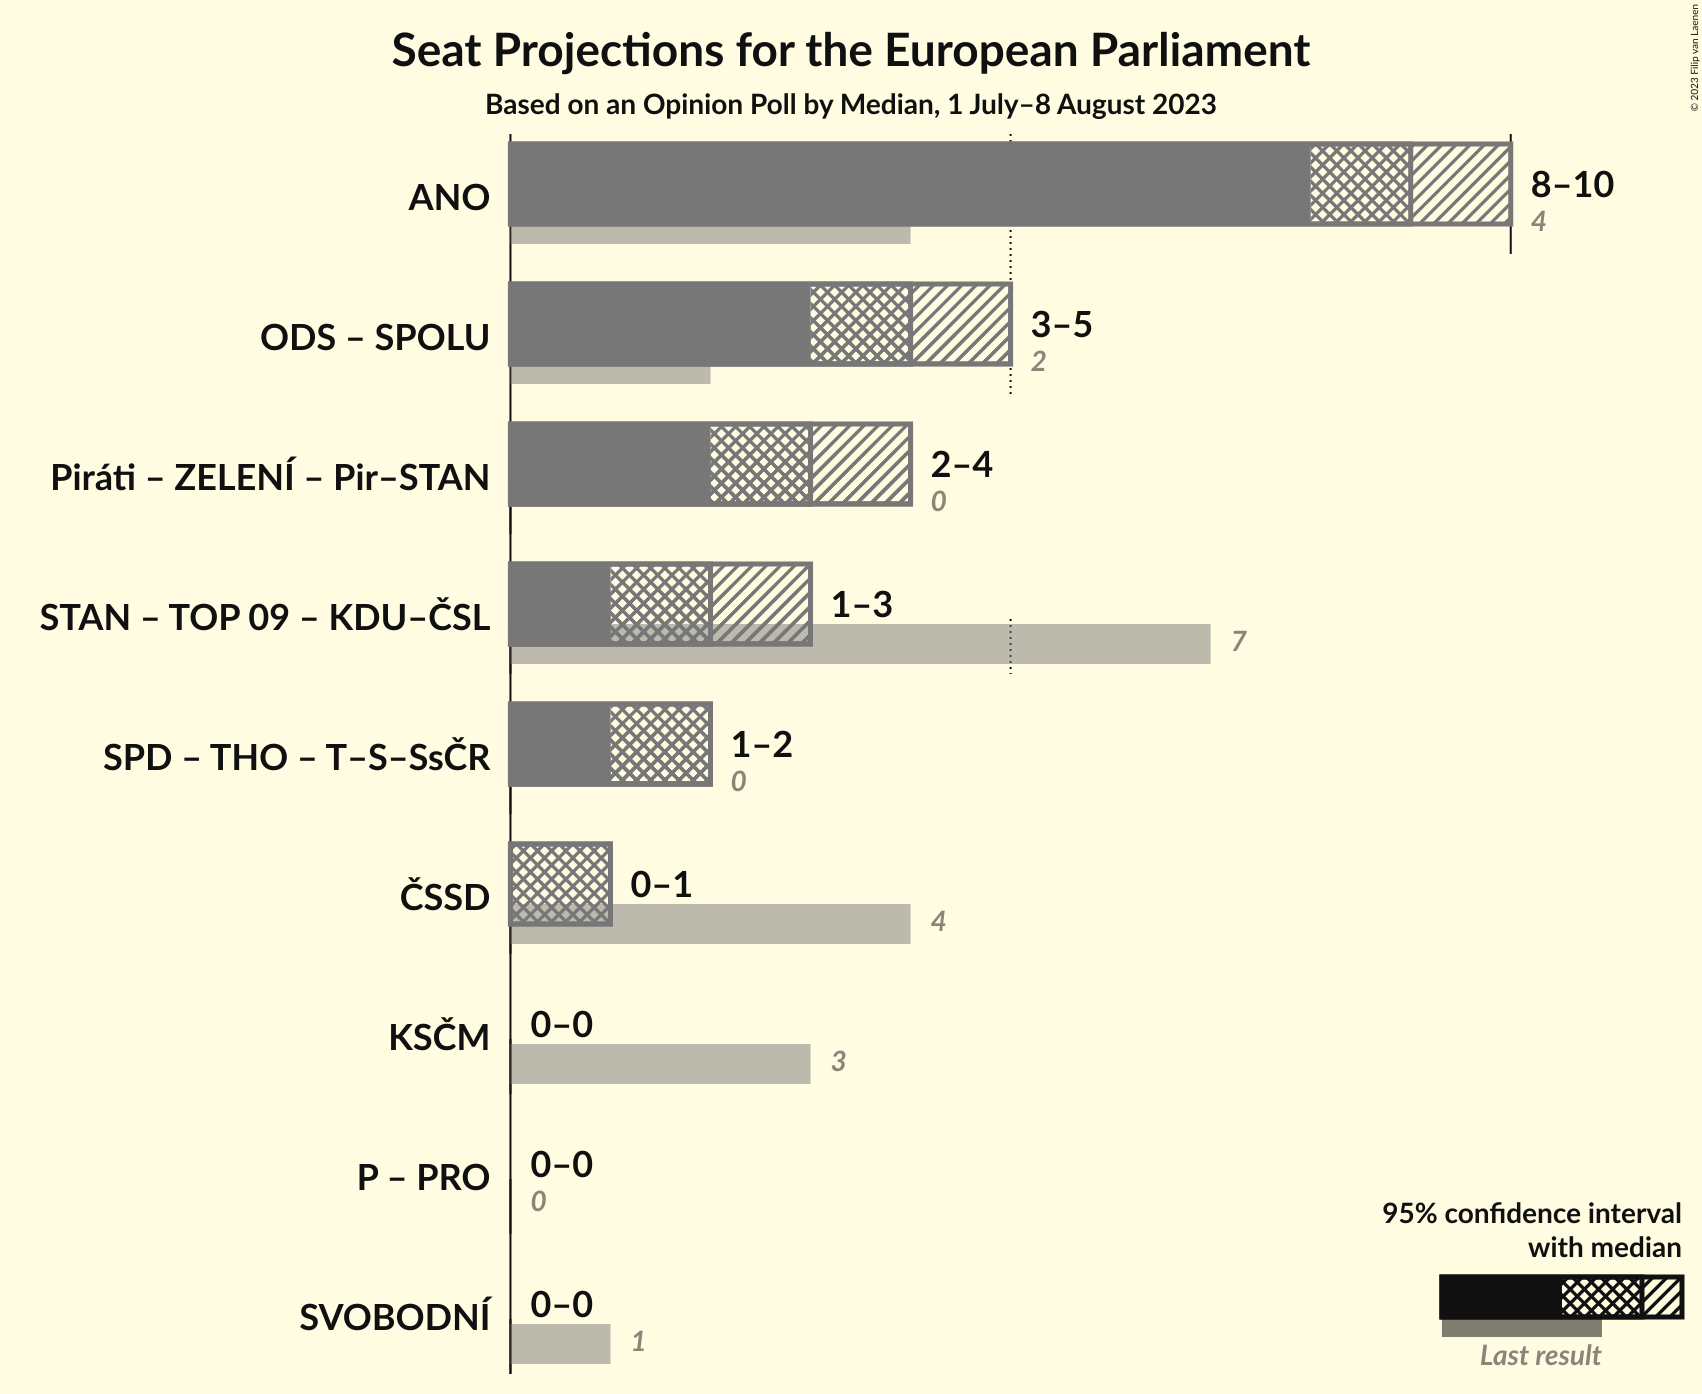 Seat Projections for the European Parliament
Based on an Opinion Poll by Median, 1 July–8 August 2023
© 2023 Filip van Laenen
ANO
8–10
4
ODS – SPOLU
3–5
2
Piráti – ZELENÍ – Pir–STAN
2–4
0
STAN – TOP 09 – KDU–ČSL
1–3
7
SPD – THO – T–S–SsČR
1–2
0
ČSSD
0–1
4
KSČM
0–0
3
P – PRO
0–0
0
SVOBODNÍ
0–0
1
95% confidence interval
with median
Last result